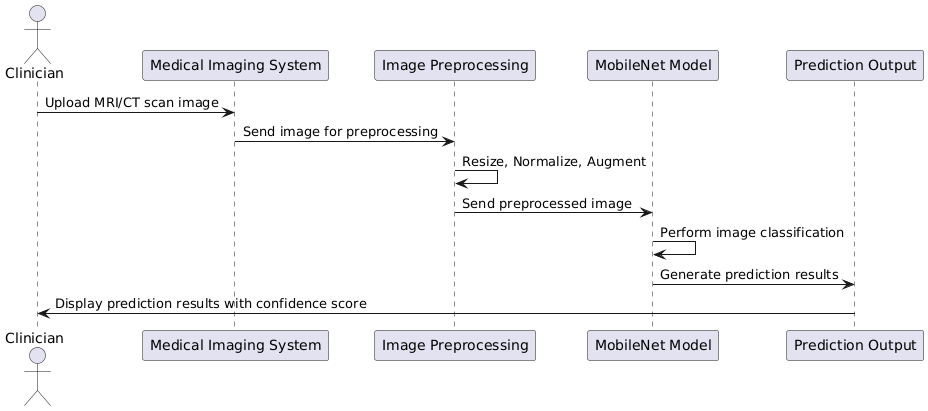 Clinician
Medical Imaging System
Image Preprocessing
MobileNet Model
Prediction Output
Upload MRI/CT scan image
Send image for preprocessing
Resize, Normalize, Augment
Send preprocessed image
Perform image classification
Generate prediction results
Display prediction results with confidence score
Clinician
Medical Imaging System
Image Preprocessing
MobileNet Model
Prediction Output